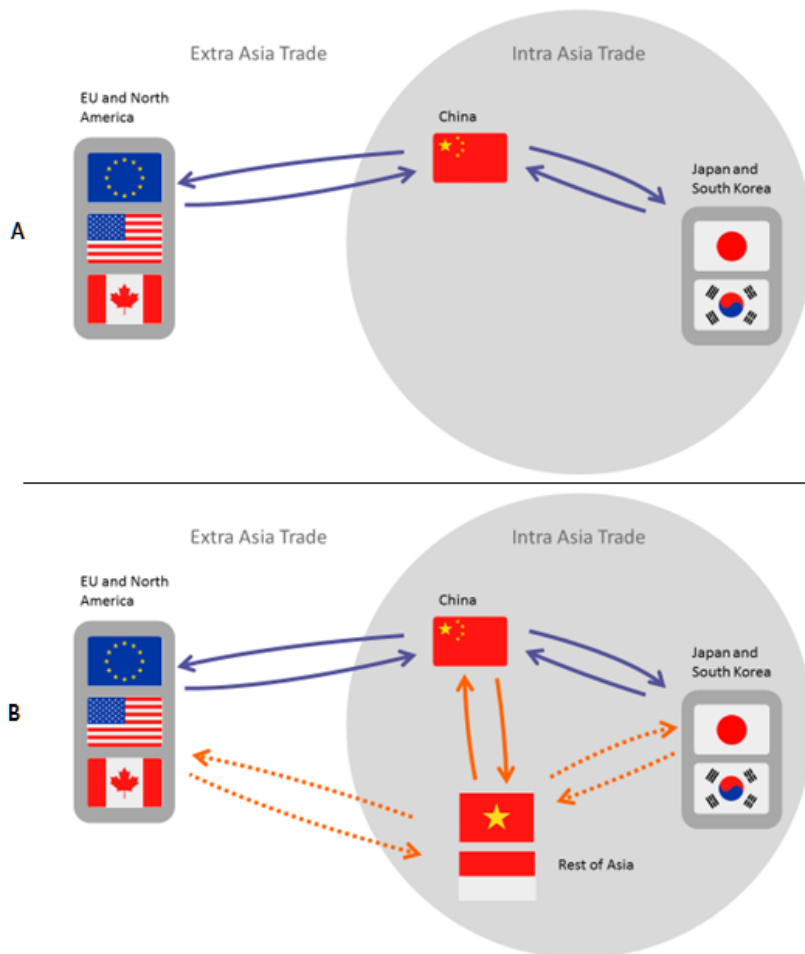 Extra Asia Trade
Intra Asia Trade
EU and North
America
China
Japan and
South Korea
A
Extra Asia Trade
Intra Asia Trade
EU and North
America
China
Japan and
South Korea
B
Rest of Asia